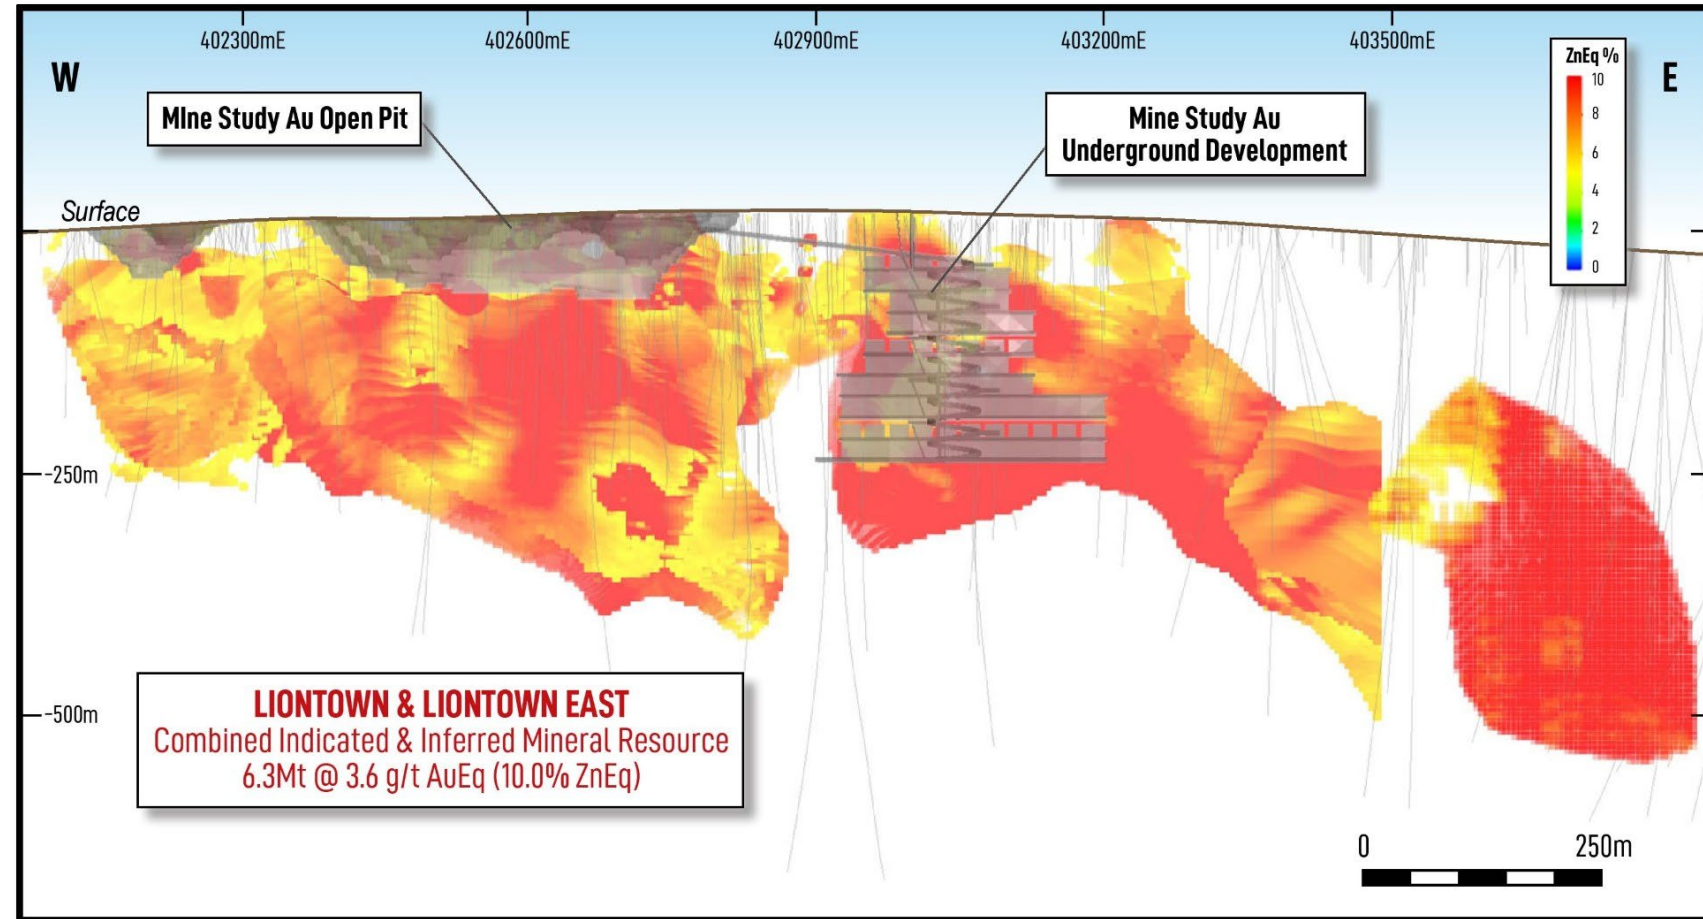 402300mE
402600mE
402900mE
403200mE
403500mE
W
E
ZnEq %
10
8
6
4
2
0
MIne Study Au Open Pit
Mine Study Au
Underground Development
Surface
-250m
-500m
LIONTOWN & LIONTOWN EAST
Combined Indicated & Inferred Mineral Resource
6.3Mt @ 3.6 g/t AuEq (10.0% ZnEq)
0
250m